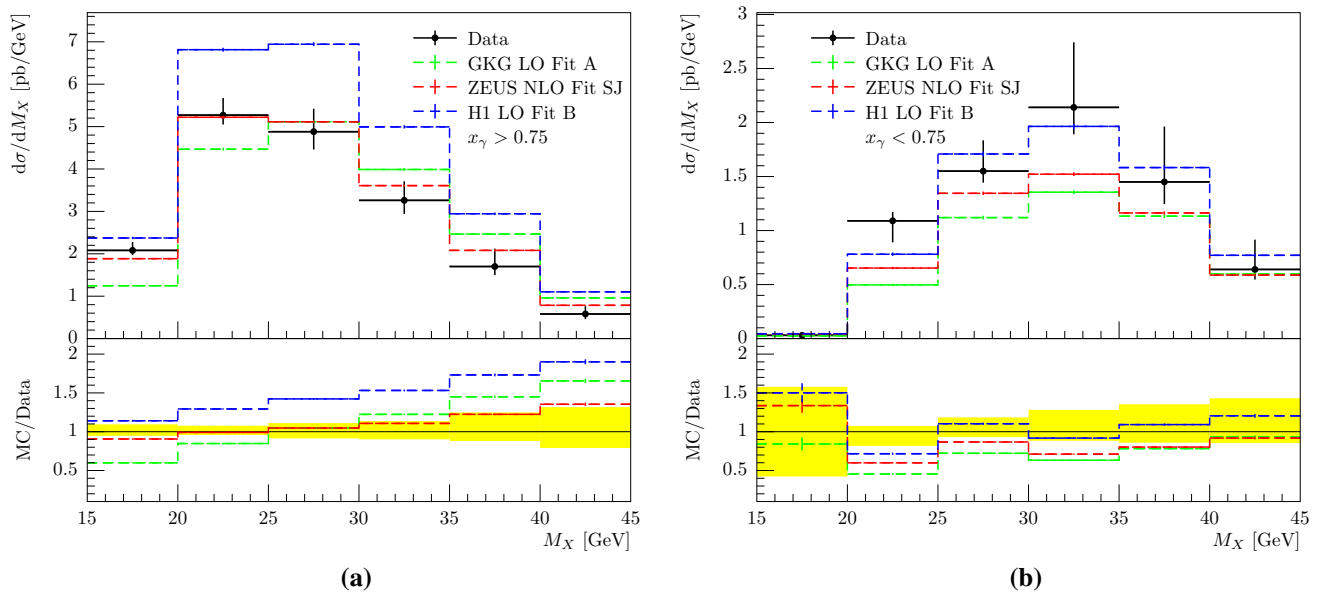 dσ/dM_X [pb/GeV]
7
6
5
4
3
2
1
0
Data
GKG LO Fit A
ZEUS NLO Fit SJ
H1 LO Fit B
x_γ > 0.75
MC/Data
2
1.5
1
0.5
15 20 25 30 35 40 45
M_X [GeV]
(a)
dσ/dM_X [pb/GeV]
3
2.5
2
1.5
1
0.5
0
Data
GKG LO Fit A
ZEUS NLO Fit SJ
H1 LO Fit B
x_γ < 0.75
MC/Data
2
1.5
1
0.5
15 20 25 30 35 40 45
M_X [GeV]
(b)